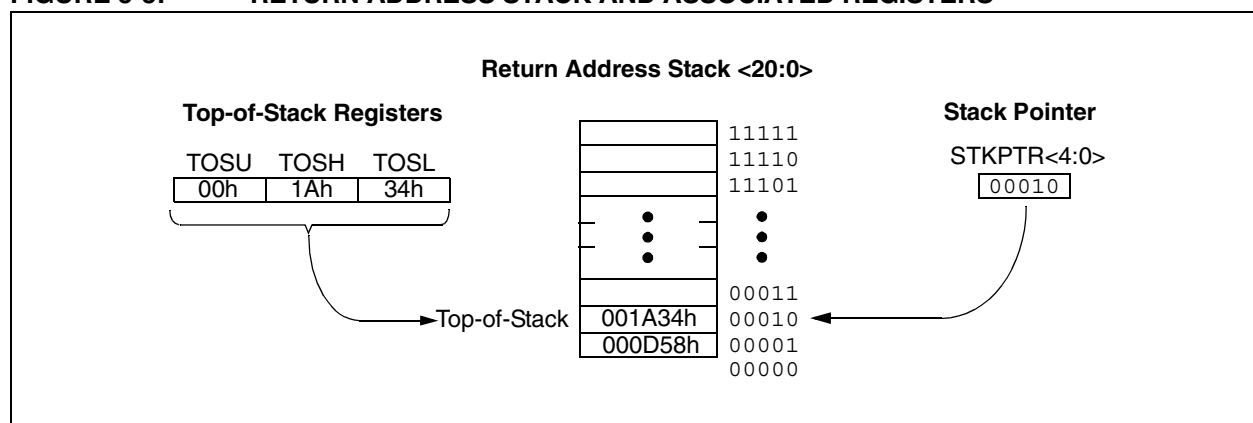 Return Address Stack <20:0>
Top-of-Stack Registers
Stack Pointer
TOSU TOSH TOSL
STKPTR<4:0>
00h 1Ah 34h
00010
11111
11110
11101
00011
Top-of-Stack 001A34h 00010
000D58h 00001
00000